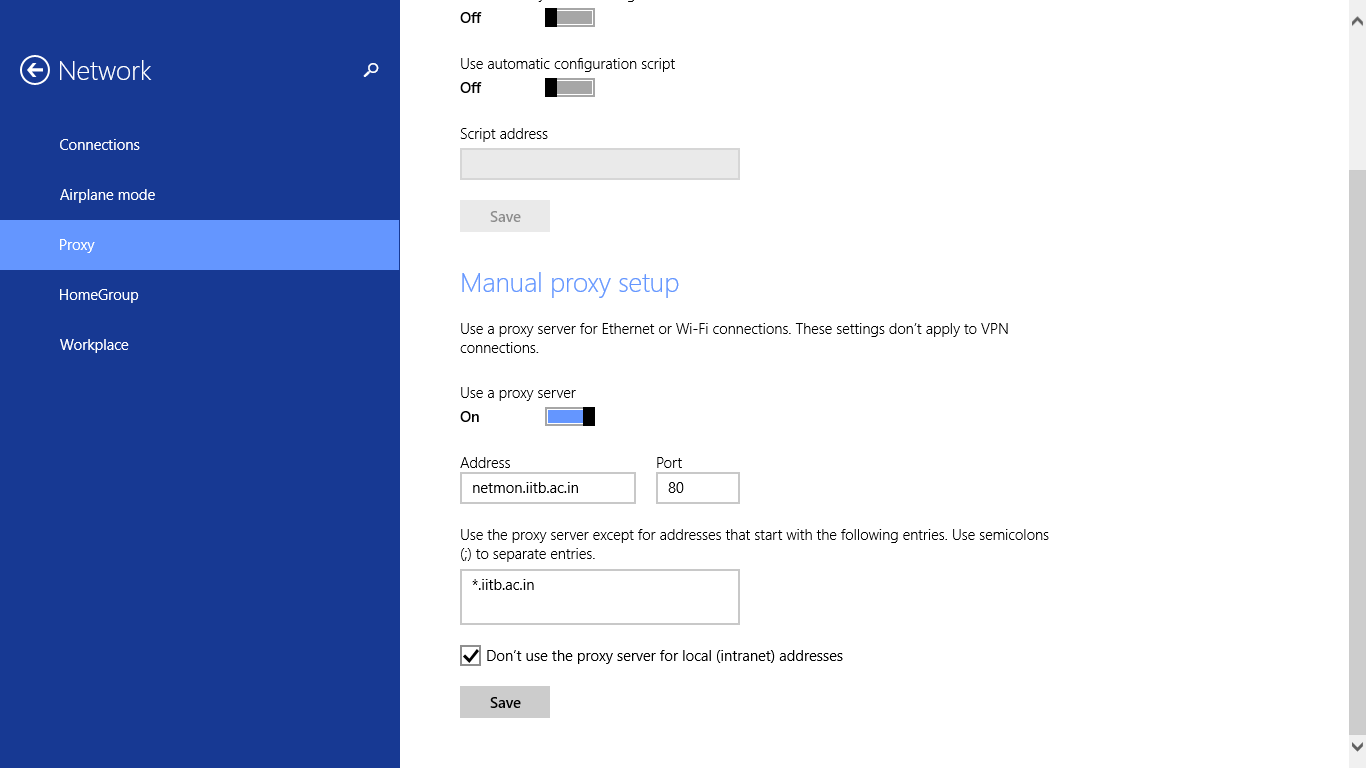 Network
Connections
Airplane mode
Proxy
HomeGroup
Workplace
Off
Use automatic configuration script
Off
Script address
Save
Manual proxy setup
Use a proxy server for Ethernet or Wi-Fi connections. These settings don't apply to VPN
connections.
Use a proxy server
On
Address Port
netmon.iitb.ac.in 80
Use the proxy server except for addresses that start with the following entries. Use semicolons
(;) to separate entries.
*.iitb.ac.in
Don't use the proxy server for local (intranet) addresses
Save